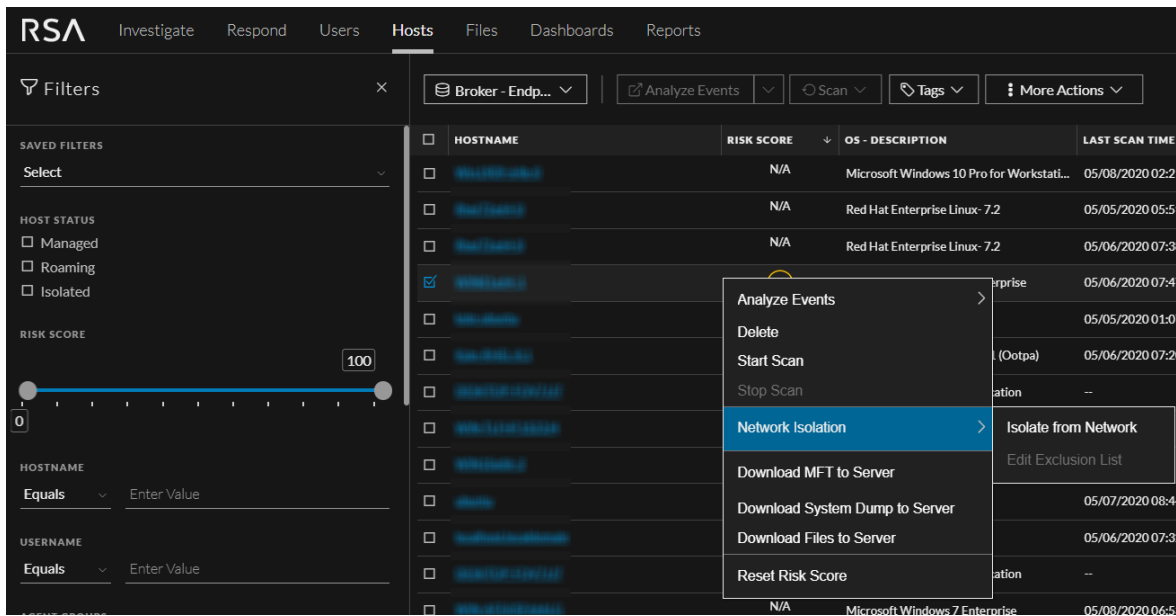 RSA Investigate Respond Users Hosts Files Dashboards Reports
Filters
SAVED FILTERS
Select
HOST STATUS
Managed
Roaming
Isolated
RISK SCORE
100
0
HOSTNAME
Equals Enter Value
USERNAME
Equals Enter Value
AGENT GROUPS
Broker - Endp... Analyze Events Scan Tags More Actions
HOSTNAME RISK SCORE OS - DESCRIPTION LAST SCAN TIME
N/A Microsoft Windows 10 Pro for Workstati... 05/08/2020 02:2
N/A Red Hat Enterprise Linux- 7.2 05/05/2020 05:5
N/A Red Hat Enterprise Linux- 7.2 05/06/2020 07:3
erprise 05/06/2020 07:4
05/05/2020 01:0
(Ootpa) 05/06/2020 07:2
ation --
05/07/2020 08:4
05/06/2020 07:3
ation --
N/A Microsoft Windows 7 Enterprise 05/08/2020 06:5
Analyze Events
Delete
Start Scan
Stop Scan
Network Isolation
Download MFT to Server
Download System Dump to Server
Download Files to Server
Reset Risk Score
Isolate from Network
Edit Exclusion List